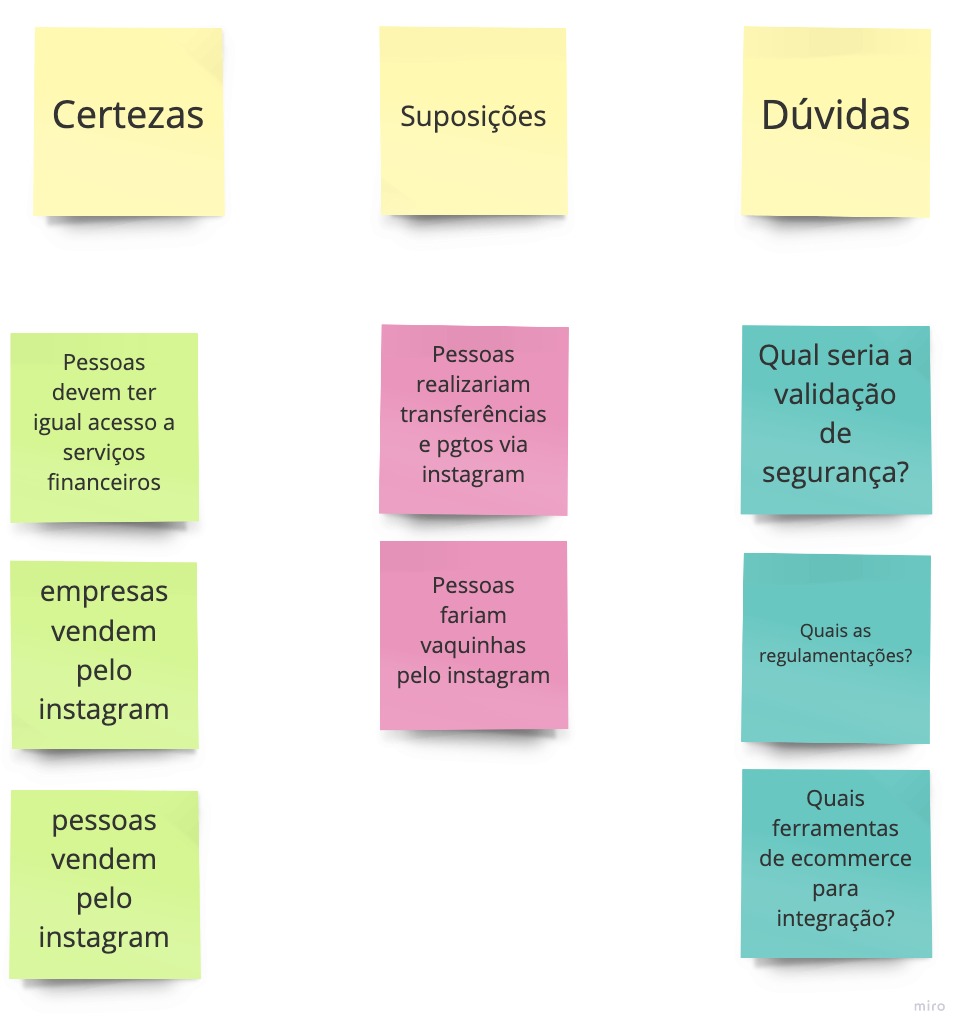 Certezas
Suposições
Dúvidas
Pessoas
devem ter
igual acesso a
serviços
financeiros
empresas
vendem
pelo
instagram
pessoas
vendem
pelo
instagram
Pessoas
realizariam
transferências
e pgtos via
instagram
Pessoas
fariam
vaquinhas
pelo instagram
Qual seria a
validação
de
segurança?
Quais as
regulamentações?
Quais
ferramentas
de ecommerce
para
integração?
miro